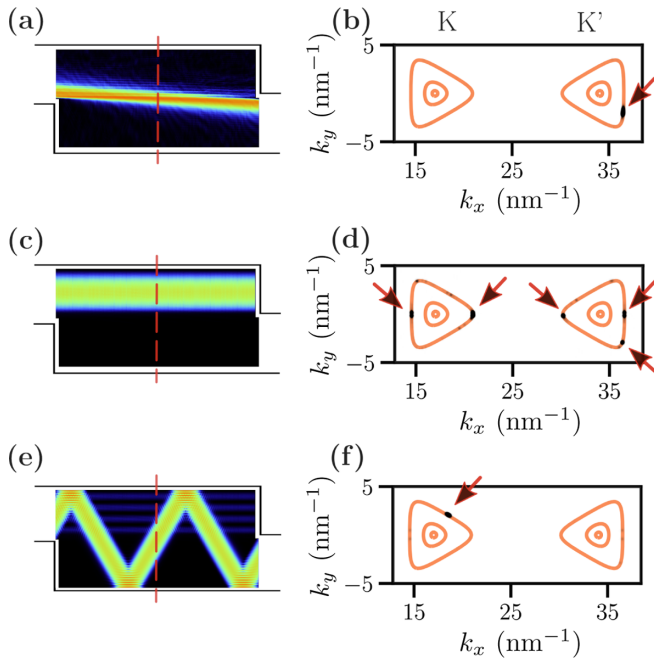 (a)
(b)
K
K'
5
−5
k_y (nm⁻¹)
15
25
35
k_x (nm⁻¹)
(c)
(d)
5
−5
k_y (nm⁻¹)
15
25
35
k_x (nm⁻¹)
(e)
(f)
5
−5
k_y (nm⁻¹)
15
25
35
k_x (nm⁻¹)